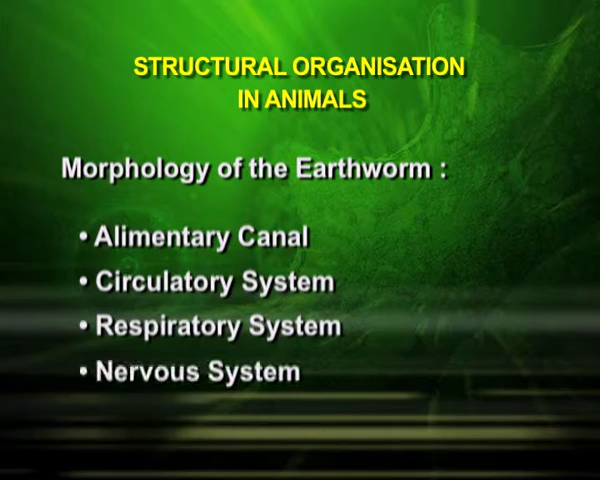 STRUCTURAL ORGANISATION
IN ANIMALS
Morphology of the Earthworm :
• Alimentary Canal
• Circulatory System
• Respiratory System
• Nervous System